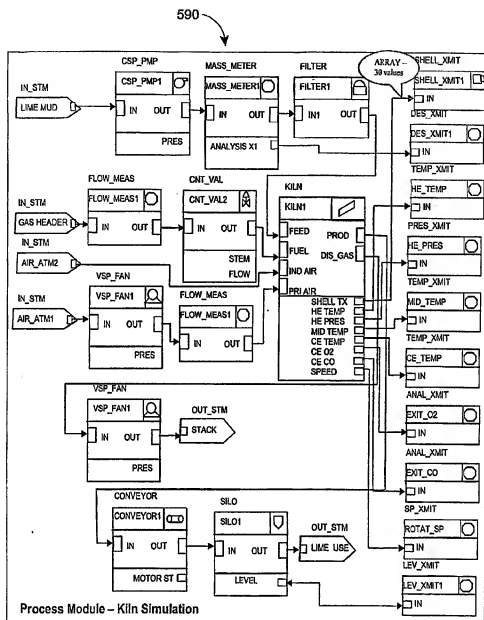 590
CSP_PMP
CSP_PMP1
IN OUT
PRES
MASS_METER
MASS_METER1
IN OUT
ANALYSIS X1
FILTER
FILTER1
IN1 OUT
ARRAY –
30 values
SHELL_XMIT
SHELL_XMIT1
IN
IN_STM
LIME MUD
DES_XMIT
DES_XMIT1
IN
TEMP_XMIT
HE_TEMP
IN
FLOW_MEAS
FLOW_MEAS1
IN OUT
CNT_VAL
CNT_VAL2
IN OUT
STEM
FLOW
KILN
KILN1
FEED
FUEL
IND AIR
PRI AIR
PROD
DIS_GAS
SHELL TX
HE TEMP
HE PRES
MID TEMP
CE TEMP
CE O2
CE CO
SPEED
IN_STM
GAS HEADER
IN_STM
AIR_ATM2
PRES_XMIT
HE_PRES
IN
IN_STM
AIR_ATM1
VSP_FAN
VSP_FAN1
IN OUT
PRES
FLOW_MEAS
FLOW_MEAS1
IN OUT
TEMP_XMIT
MID_TEMP
IN
TEMP_XMIT
CE_TEMP
IN
VSP_FAN
VSP_FAN1
IN OUT
PRES
OUT_STM
STACK
ANAL_XMIT
EXIT_O2
IN
ANAL_XMIT
EXIT_CO
IN
CONVEYOR
CONVEYOR1
IN OUT
MOTOR ST
SILO
SILO1
IN OUT
LEVEL
OUT_STM
LIME USE
SP_XMIT
ROTAT_SP
IN
LEV_XMIT
LEV_XMIT1
IN
Process Module – Kiln Simulation